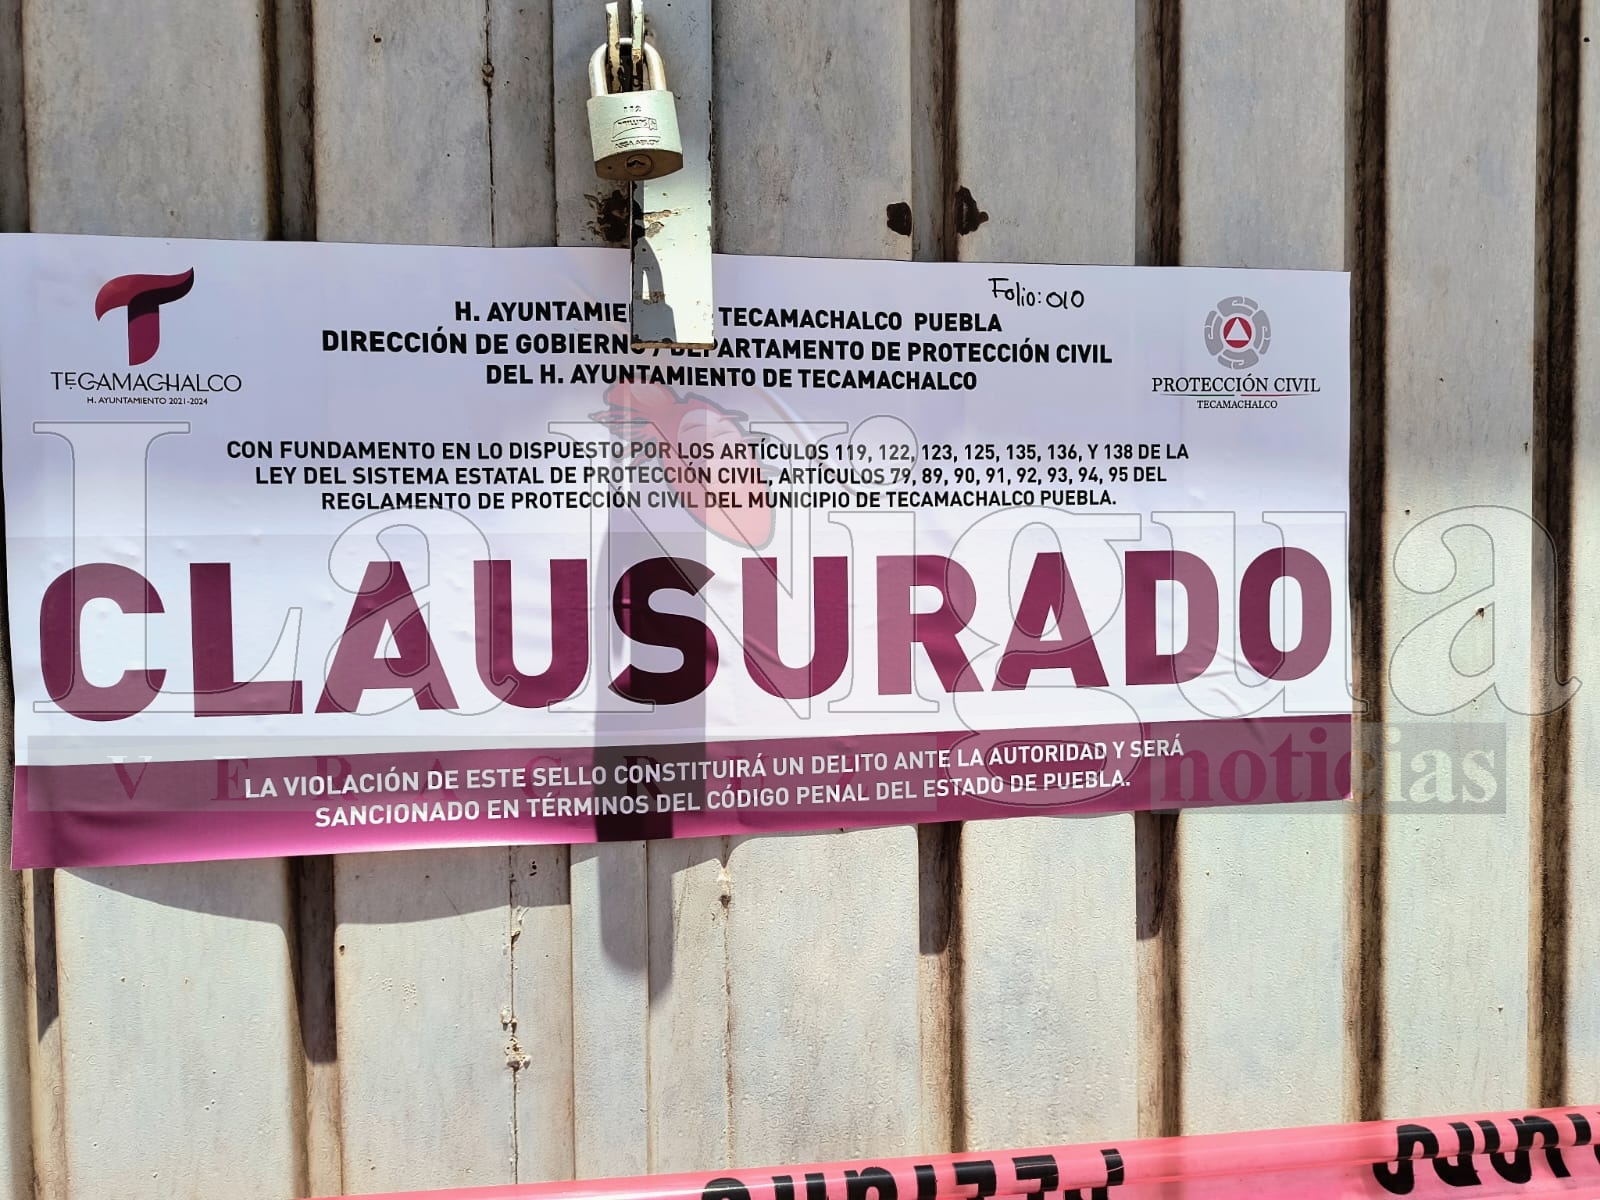 Folio: 010
H. AYUNTAMIE TECAMACHALCO PUEBLA
DIRECCIÓN DE GOBIERNO / DEPARTAMENTO DE PROTECCIÓN CIVIL
DEL H. AYUNTAMIENTO DE TECAMACHALCO
TECAMACHALCO
H. AYUNTAMIENTO 2021-2024
PROTECCIÓN CIVIL
TECAMACHALCO
CON FUNDAMENTO EN LO DISPUESTO POR LOS ARTÍCULOS 119, 122, 123, 125, 135, 136, Y 138 DE LA
LEY DEL SISTEMA ESTATAL DE PROTECCIÓN CIVIL, ARTÍCULOS 79, 89, 90, 91, 92, 93, 94, 95 DEL
REGLAMENTO DE PROTECCIÓN CIVIL DEL MUNICIPIO DE TECAMACHALCO PUEBLA.
CLAUSURADO
LA VIOLACIÓN DE ESTE SELLO CONSTITUIRÁ UN DELITO ANTE LA AUTORIDAD Y SERÁ
SANCIONADO EN TÉRMINOS DEL CÓDIGO PENAL DEL ESTADO DE PUEBLA.
LaNigua
noticias